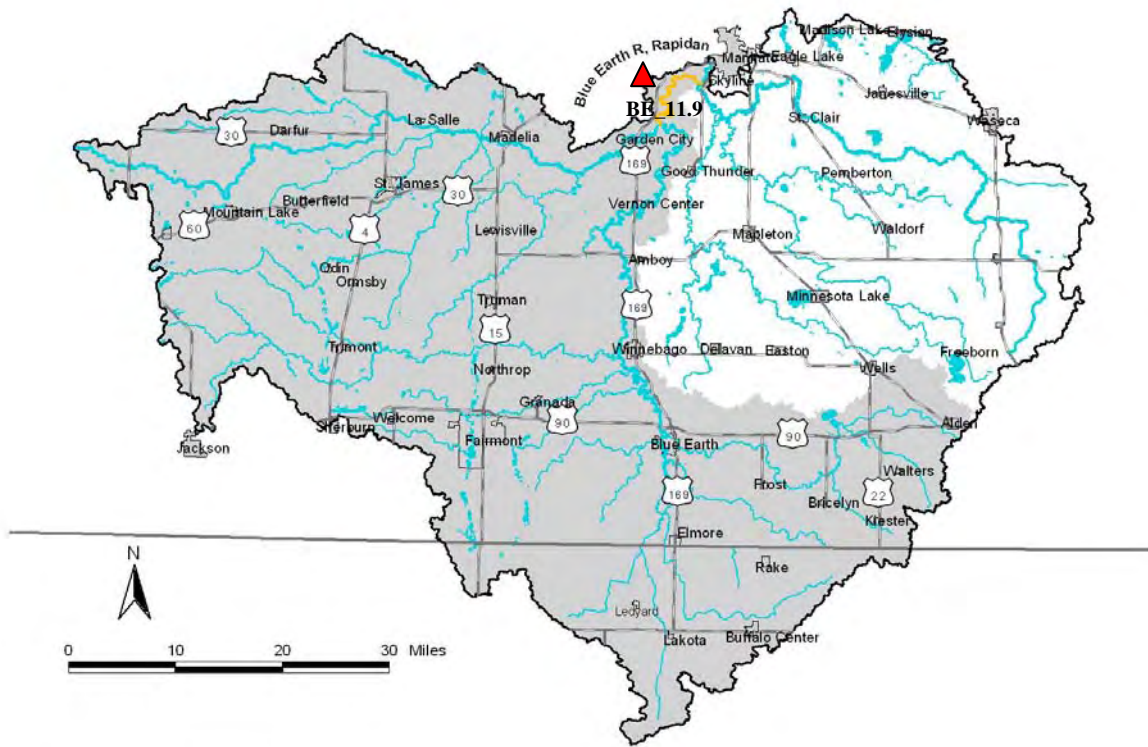 Madison Lake
Elysian
Blue Earth R, Rapidan
Mankato
Eagle Lake
Skyline
Janesville
BE_11.9
St. Clair
Waseca
La Salle
30
Darfur
Madelia
Garden City
169
Good Thunder
Pemberton
St. James
30
Butterfield
Vernon Center
Mountain Lake
60
4
Lewisville
Mapleton
Waldorf
Amboy
Odin
Ormsby
Truman
169
Minnesota Lake
15
Trimont
Winnebago
Delavan
Easton
Freeborn
Northrop
Wells
Granada
90
Welcome
Sherburn
Fairmont
90
Alden
Jackson
Blue Earth
Walters
Frost
169
22
Bricelyn
Kiester
Elmore
N
Rake
Ledyard
Lakota
Buffalo Center
0 10 20 30 Miles